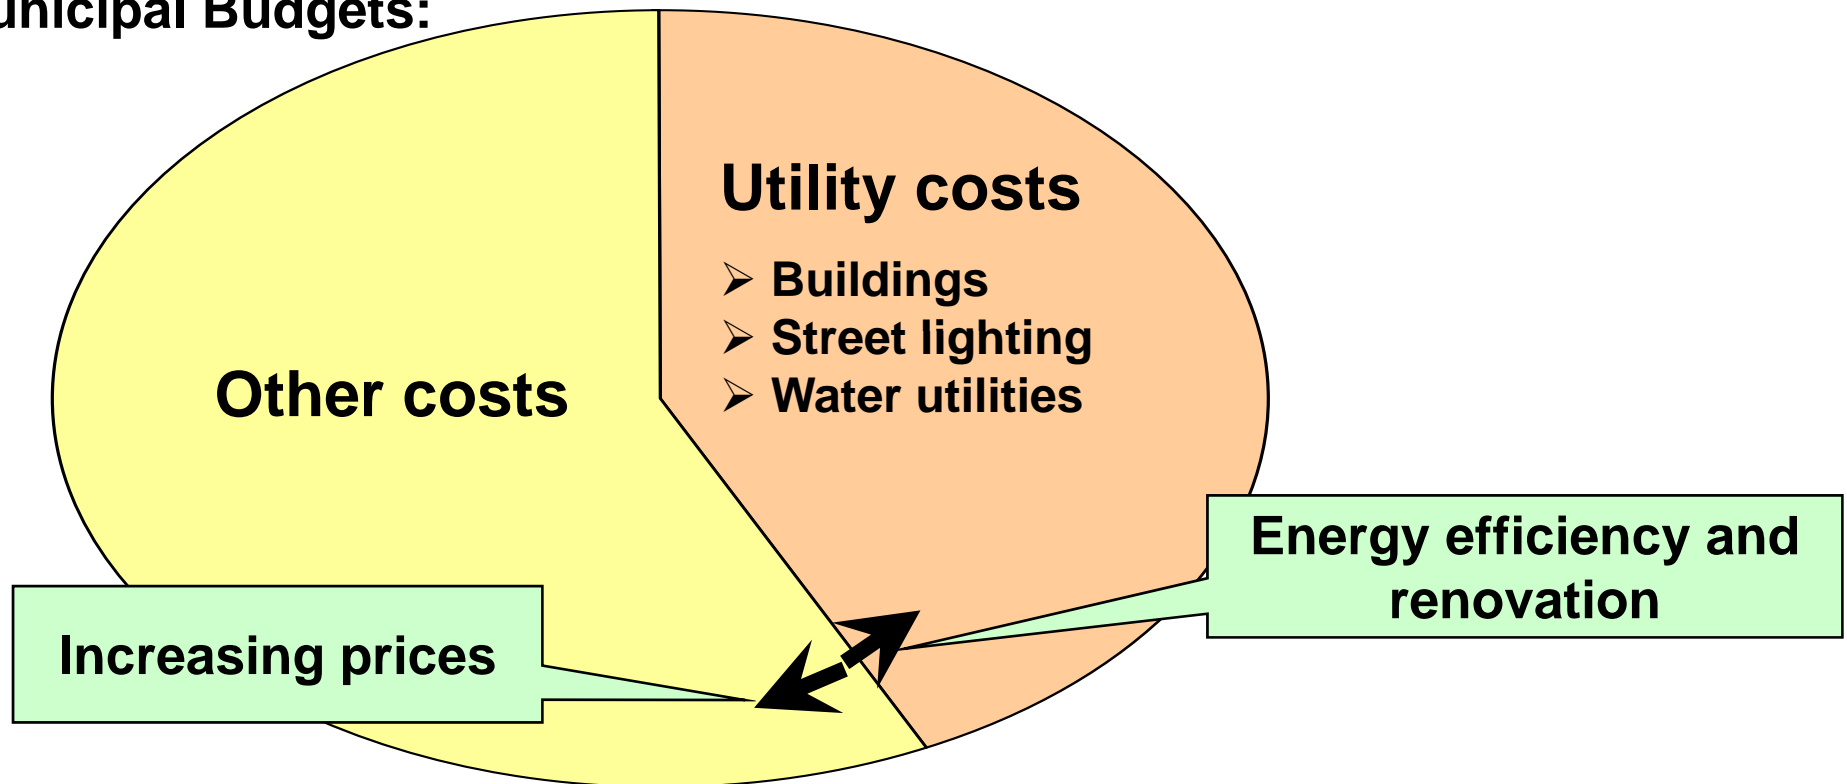 unicipal Budgets:
Utility costs
➢ Buildings
➢ Street lighting
➢ Water utilities
Other costs
Energy efficiency and
renovation
Increasing prices